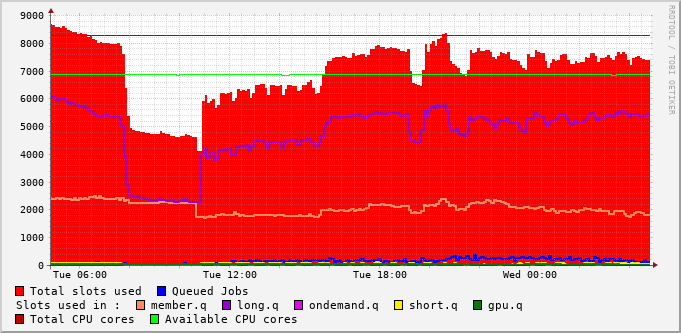 9000
8000
7000
6000
5000
4000
3000
2000
1000
0
Tue 06:00 Tue 12:00 Tue 18:00 Wed 00:00
Total slots used Queued Jobs
Slots used in : member.q long.q ondemand.q short.q gpu.q
Total CPU cores Available CPU cores
RRDTOOL / TOBI OETIKER